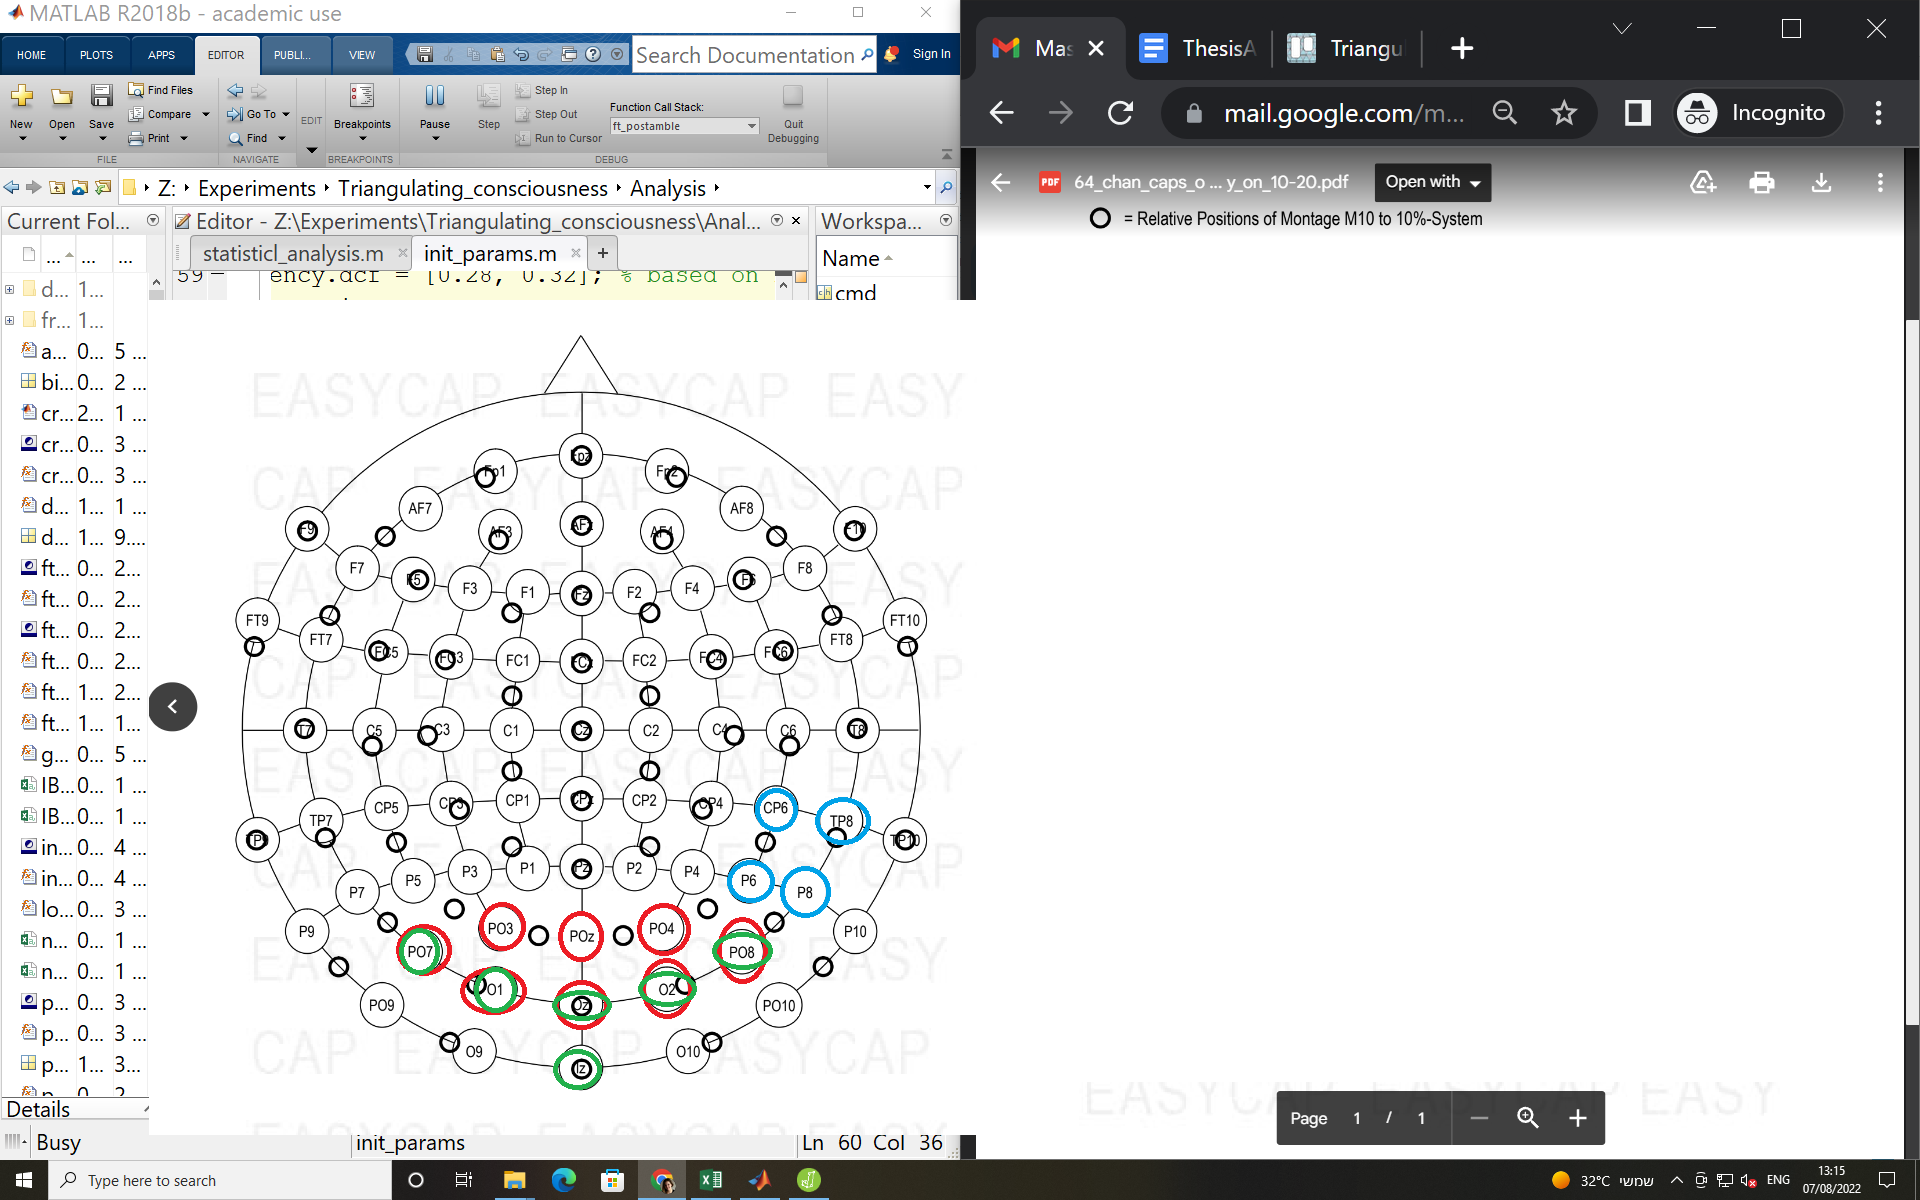 MATLAB R2018b - academic use
HOME PLOTS APPS EDITOR PUBLI... VIEW Search Documentation Sign In
New Open Save Find Files Compare Print Go To Find EDIT Breakpoints Pause Step Step In Step Out Run to Cursor Function Call Stack: ft_postamble Quit Debugging
FILE NAVIGATE BREAKPOINTS DEBUG
Z: Experiments Triangulating_consciousness Analysis
Current Fol... Editor - Z:\Experiments\Triangulating_consciousness\Anal... Workspa...
statisticl_analysis.m init_params.m
... ... ... Name
59 ency.dcf = [0.28, 0.32]; % based on
cmd
d... 1...
fr... 1...
a... 0... 5 ...
bi... 0... 2 ...
cr... 2... 1 ...
cr... 0... 3 ...
cr... 0... 3 ...
d... 1... 1 ...
d... 1... 9....
ft... 0... 2...
ft... 0... 2...
ft... 0... 2...
ft... 0... 2...
ft... 1... 2...
ft... 1... 1...
g... 0... 5 ...
IB... 0... 1 ...
IB... 0... 1 ...
in... 0... 4 ...
in... 0... 4 ...
lo... 0... 3 ...
n... 0... 1 ...
n... 0... 1 ...
p... 0... 3 ...
p... 0... 3 ...
p... 1... 3...
Details
Busy init_params Ln 60 Col 36
EASYCAP EASYCAP EASY
Fp1 Fpz Fp2
AF7 AF3 AFz AF4 AF8
F9 F10
F7 F5 F3 F1 Fz F2 F4 F6 F8
FT9 FT7 FC5 FC3 FC1 FCz FC2 FC4 FC6 FT8 FT10
T7 C5 C3 C1 Cz C2 C4 C6 T8
TP9 TP7 CP5 CP3 CP1 CPz CP2 CP4 CP6 TP8 TP10
P9 P7 P5 P3 P1 Pz P2 P4 P6 P8 P10
PO9 PO7 PO3 POz PO4 PO8 PO10
O1 Oz O2
O9 Iz O10
Mas ThesisA Triangu
mail.google.com/m... Incognito
PDF 64_chan_caps_o ... y_on_10-20.pdf Open with
= Relative Positions of Montage M10 to 10%-System
EASYCAP EASYCAP EASY
Page 1 / 1
Type here to search
32°C שמשי ENG 13:15
07/08/2022